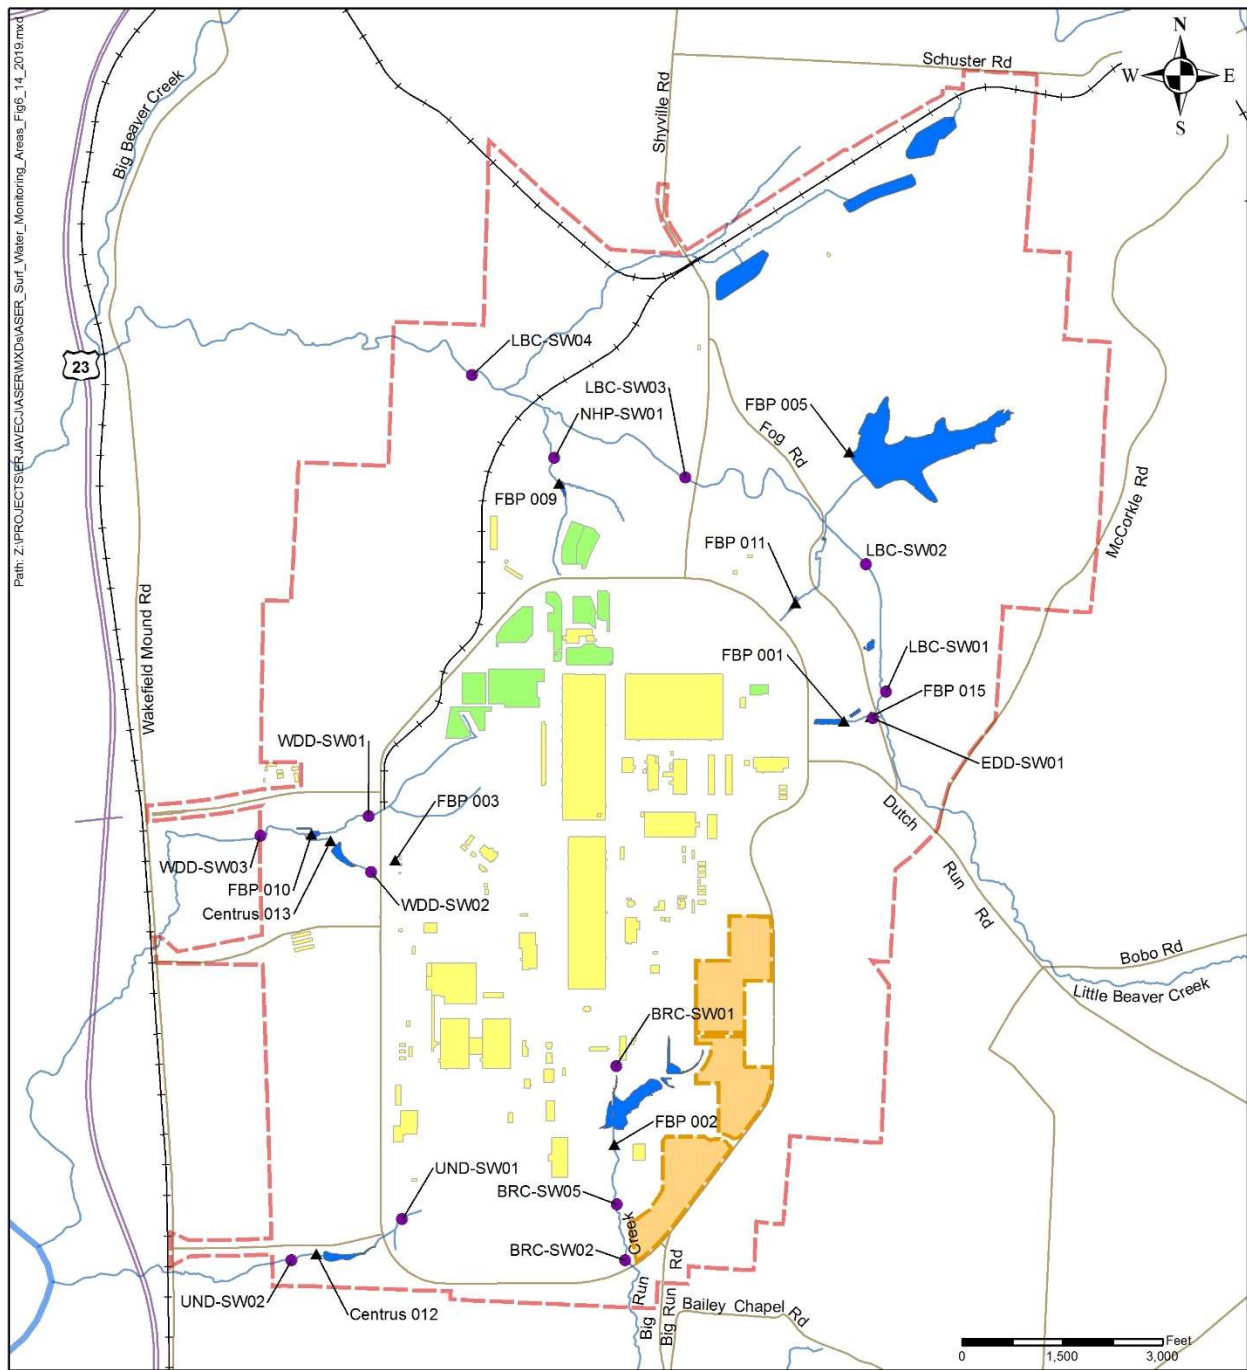 Path: Z:\PROJECTS\ERJAVECJ\ASER\MXDs\ASER_Surf_Water_Monitoring_Areas_Fig6_14_2019.mxd
N
W E
S
Schuster Rd
Shyville Rd
Big Beaver Creek
23
LBC-SW04
LBC-SW03
NHP-SW01
FBP 005
Fog Rd
McCorkle Rd
FBP 009
FBP 011
LBC-SW02
Wakefield Mound Rd
FBP 001
LBC-SW01
FBP 015
EDD-SW01
WDD-SW01
FBP 003
Dutch Run Rd
WDD-SW03
FBP 010
Centrus 013
WDD-SW02
Bobo Rd
Little Beaver Creek
BRC-SW01
FBP 002
UND-SW01
BRC-SW05
BRC-SW02
Big Run Creek
Big Run Rd
UND-SW02
Centrus 012
Bailey Chapel Rd
Feet
0 1,500 3,000